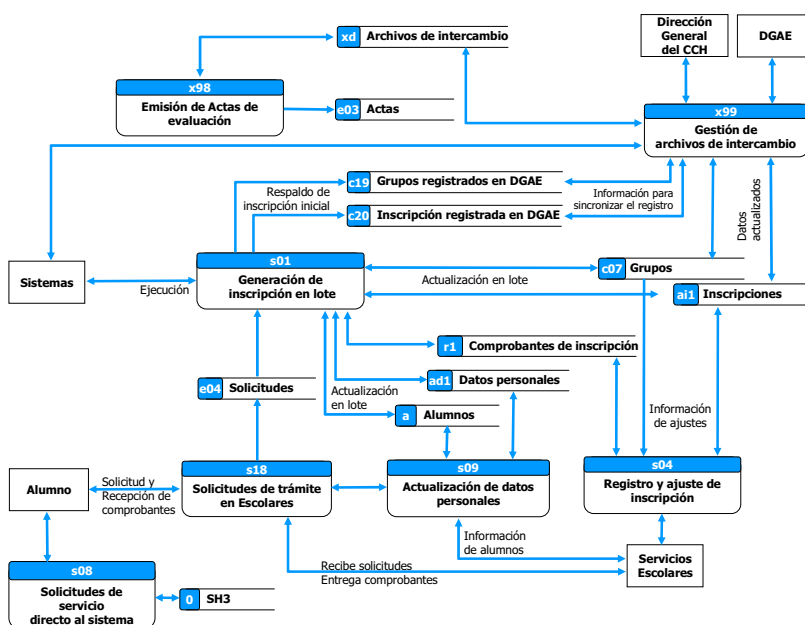 xd Archivos de intercambio
Dirección
General
del CCH
DGAE
x98
Emisión de Actas de
evaluación
e03 Actas
x99
Gestión de
archivos de intercambio
c19 Grupos registrados en DGAE
Respaldo de
inscripción inicial
c20 Inscripción registrada en DGAE
Información para
sincronizar el registro
Datos
actualizados
s01
Generación de
inscripción en lote
Sistemas
Ejecución
Actualización en lote
c07 Grupos
ai1 Inscripciones
r1 Comprobantes de inscripción
e04 Solicitudes
ad1 Datos personales
Actualización
en lote
a Alumnos
Información
de ajustes
s18
Solicitudes de trámite
en Escolares
s09
Actualización de datos
personales
s04
Registro y ajuste de
inscripción
Alumno
Solicitud y
Recepción de
comprobantes
Información
de alumnos
Recibe solicitudes
Entrega comprobantes
Servicios
Escolares
s08
Solicitudes de
servicio
directo al sistema
0 SH3